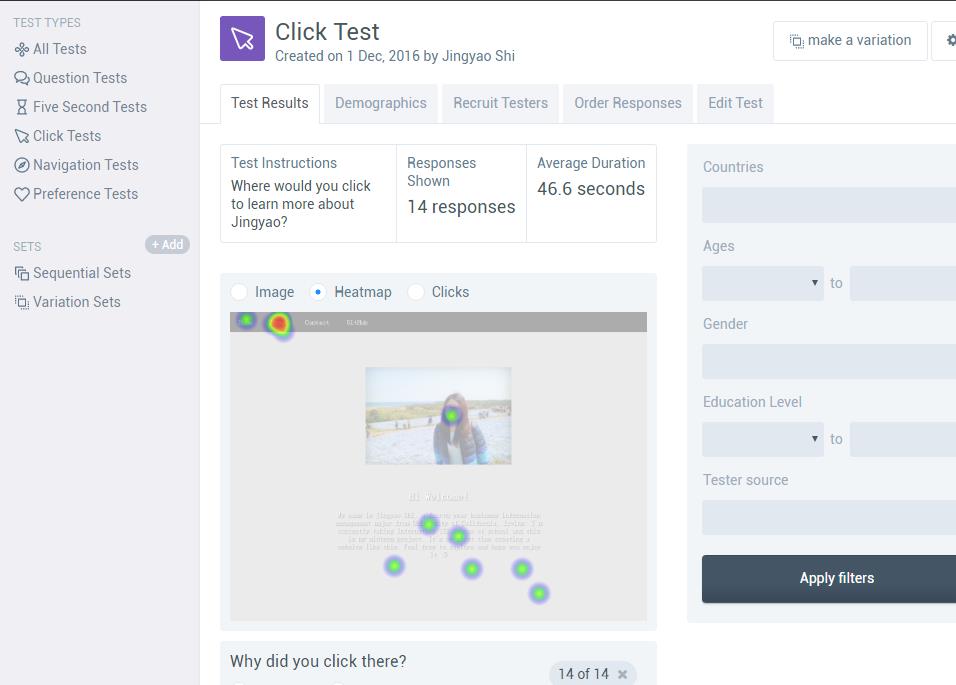 TEST TYPES
All Tests
Question Tests
Five Second Tests
Click Tests
Navigation Tests
Preference Tests
SETS
+ Add
Sequential Sets
Variation Sets
Click Test
Created on 1 Dec, 2016 by Jingyao Shi
make a variation
Test Results
Demographics
Recruit Testers
Order Responses
Edit Test
Test Instructions
Where would you click
to learn more about
Jingyao?
Responses
Shown
14 responses
Average Duration
46.6 seconds
Image
Heatmap
Clicks
Contact
GitHub
Hi Welcome!
Why did you click there?
14 of 14
Countries
Ages
to
Gender
Education Level
to
Tester source
Apply filters